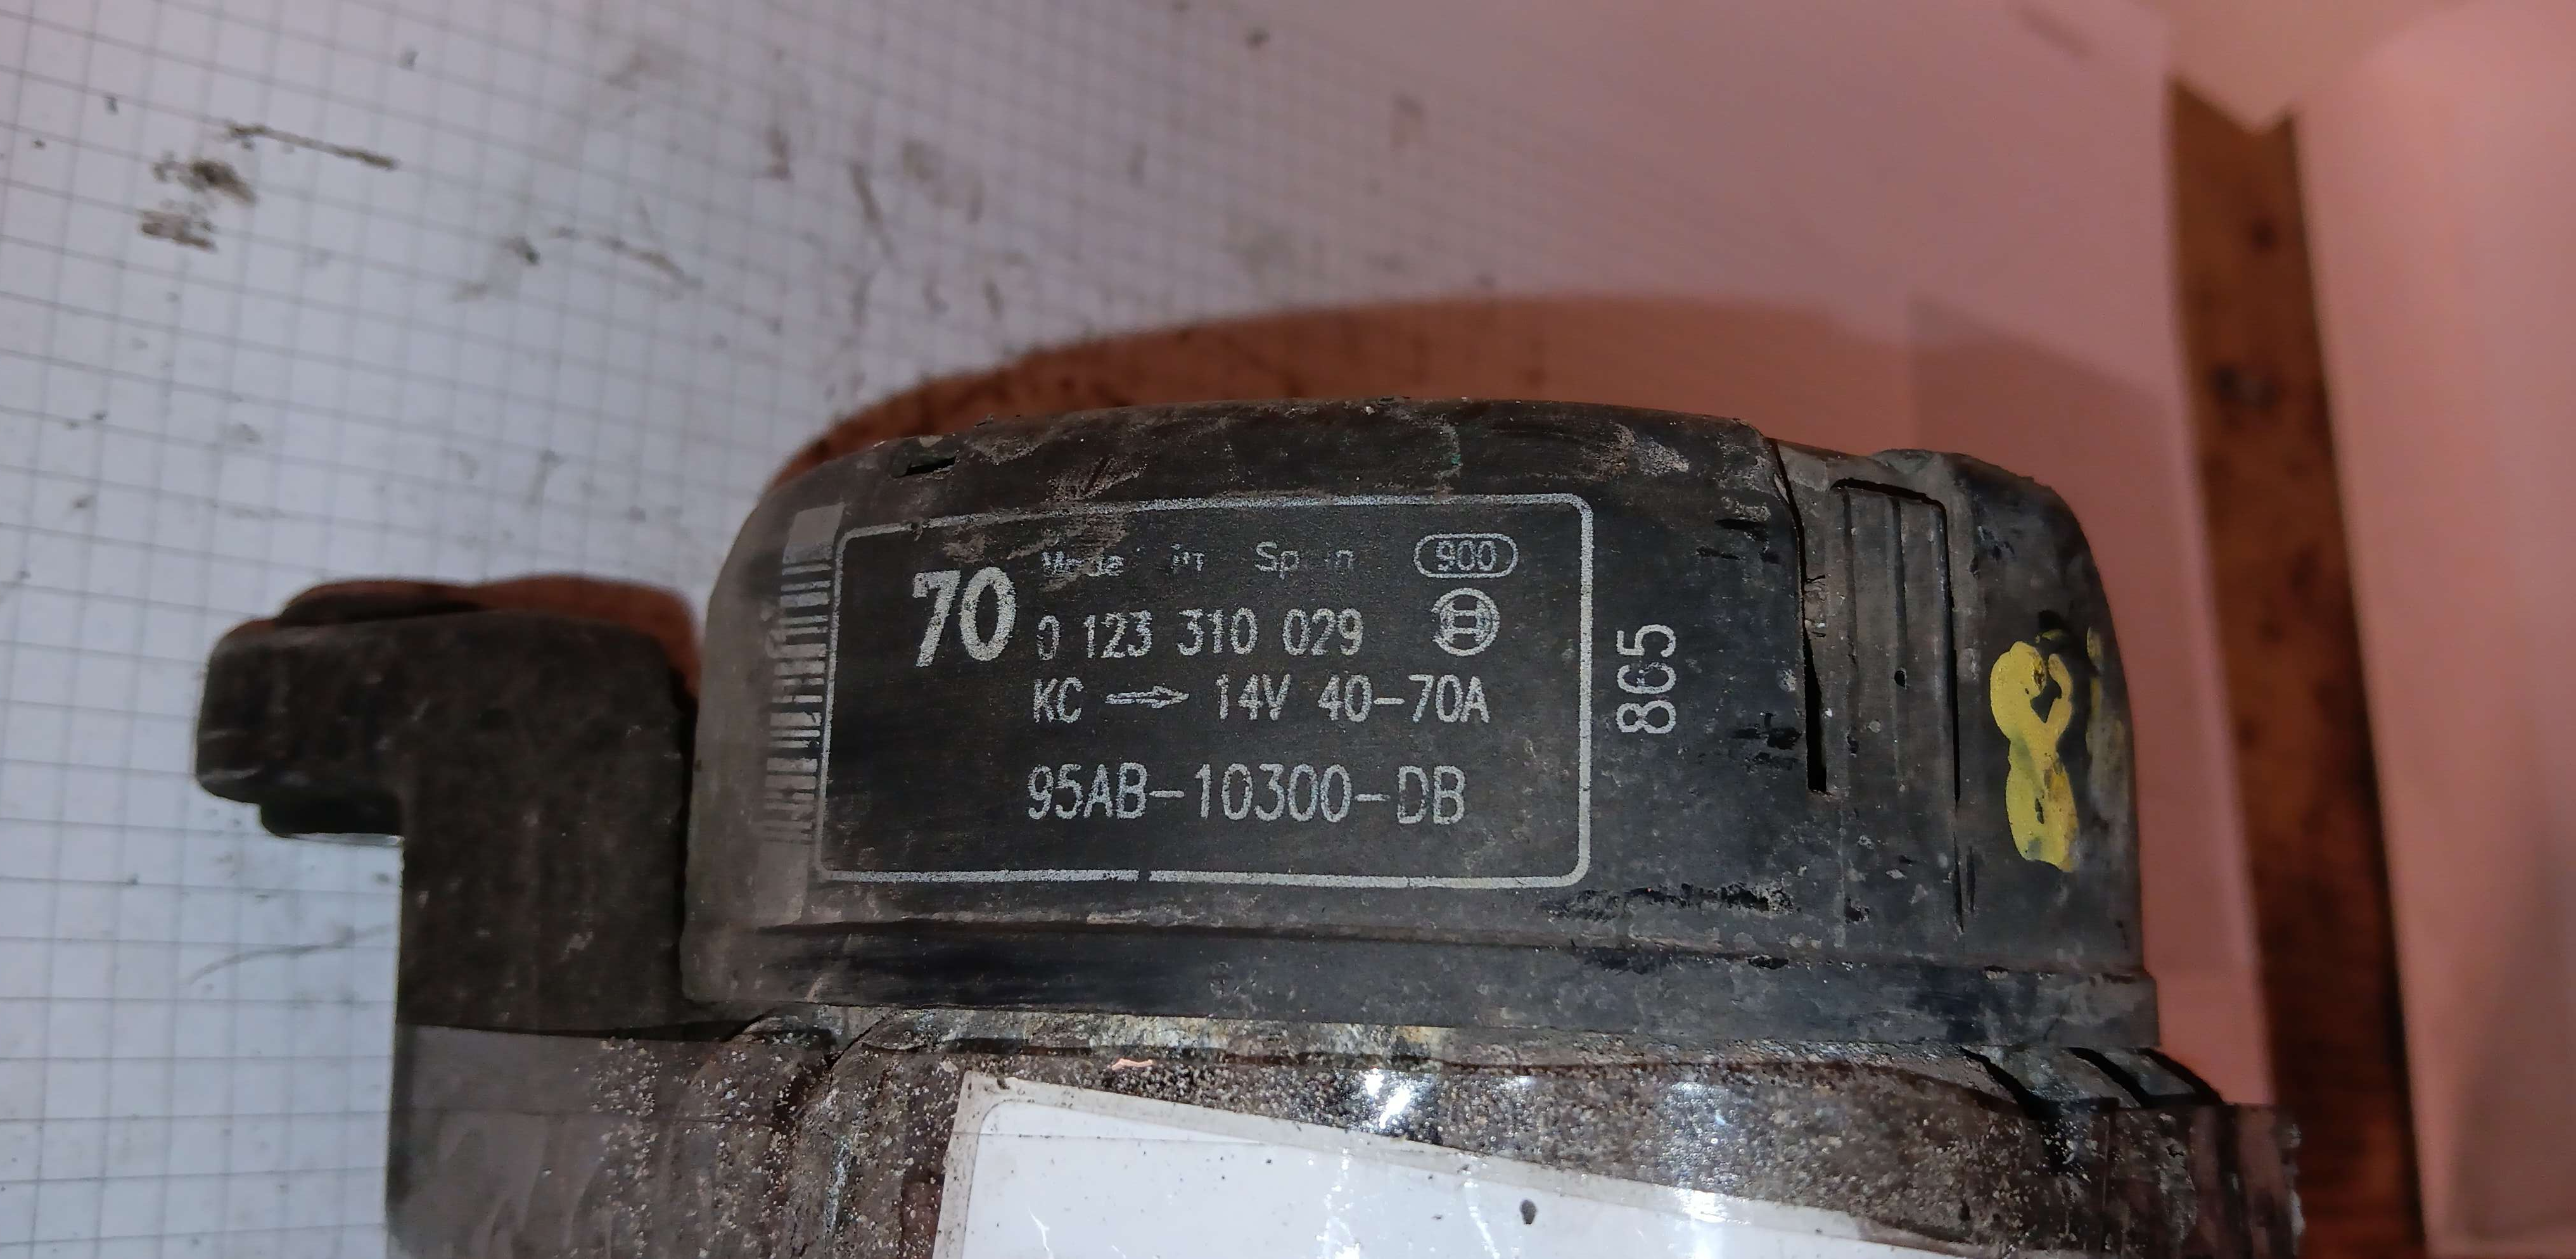 Made in Spain 900
70 0 123 310 029
KC 14V 40-70A
95AB-10300-DB
865